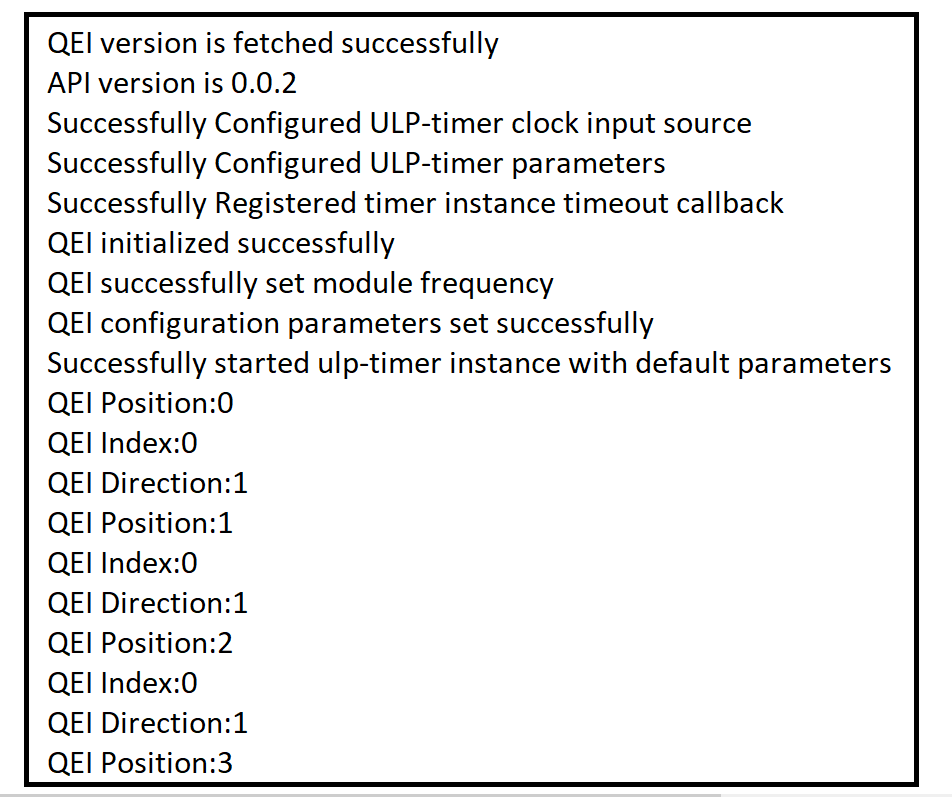 QEI version is fetched successfully
API version is 0.0.2
Successfully Configured ULP-timer clock input source
Successfully Configured ULP-timer parameters
Successfully Registered timer instance timeout callback
QEI initialized successfully
QEI successfully set module frequency
QEI configuration parameters set successfully
Successfully started ulp-timer instance with default parameters
QEI Position:0
QEI Index:0
QEI Direction:1
QEI Position:1
QEI Index:0
QEI Direction:1
QEI Position:2
QEI Index:0
QEI Direction:1
QEI Position:3